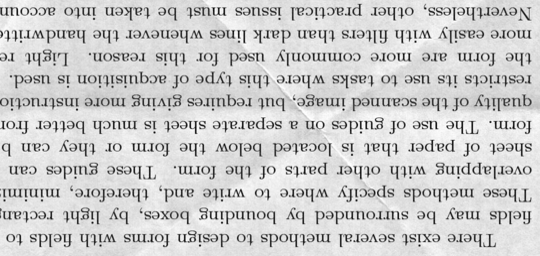 There exist several methods to design forms with fields to
fields may be surrounded by bounding boxes, by light rectang
These methods specify where to write and, therefore, minimi
overlapping with other parts of the form. These guides can
sheet of paper that is located below the form or they can b
form. The use of guides on a separate sheet is much better fro
quality of the scanned image, but requires giving more instructio
restricts its use to tasks where this type of acquisition is used.
the form are more commonly used for this reason. Light re
more easily with filters than dark lines whenever the handwritte
Nevertheless, other practical issues must be taken into accoun